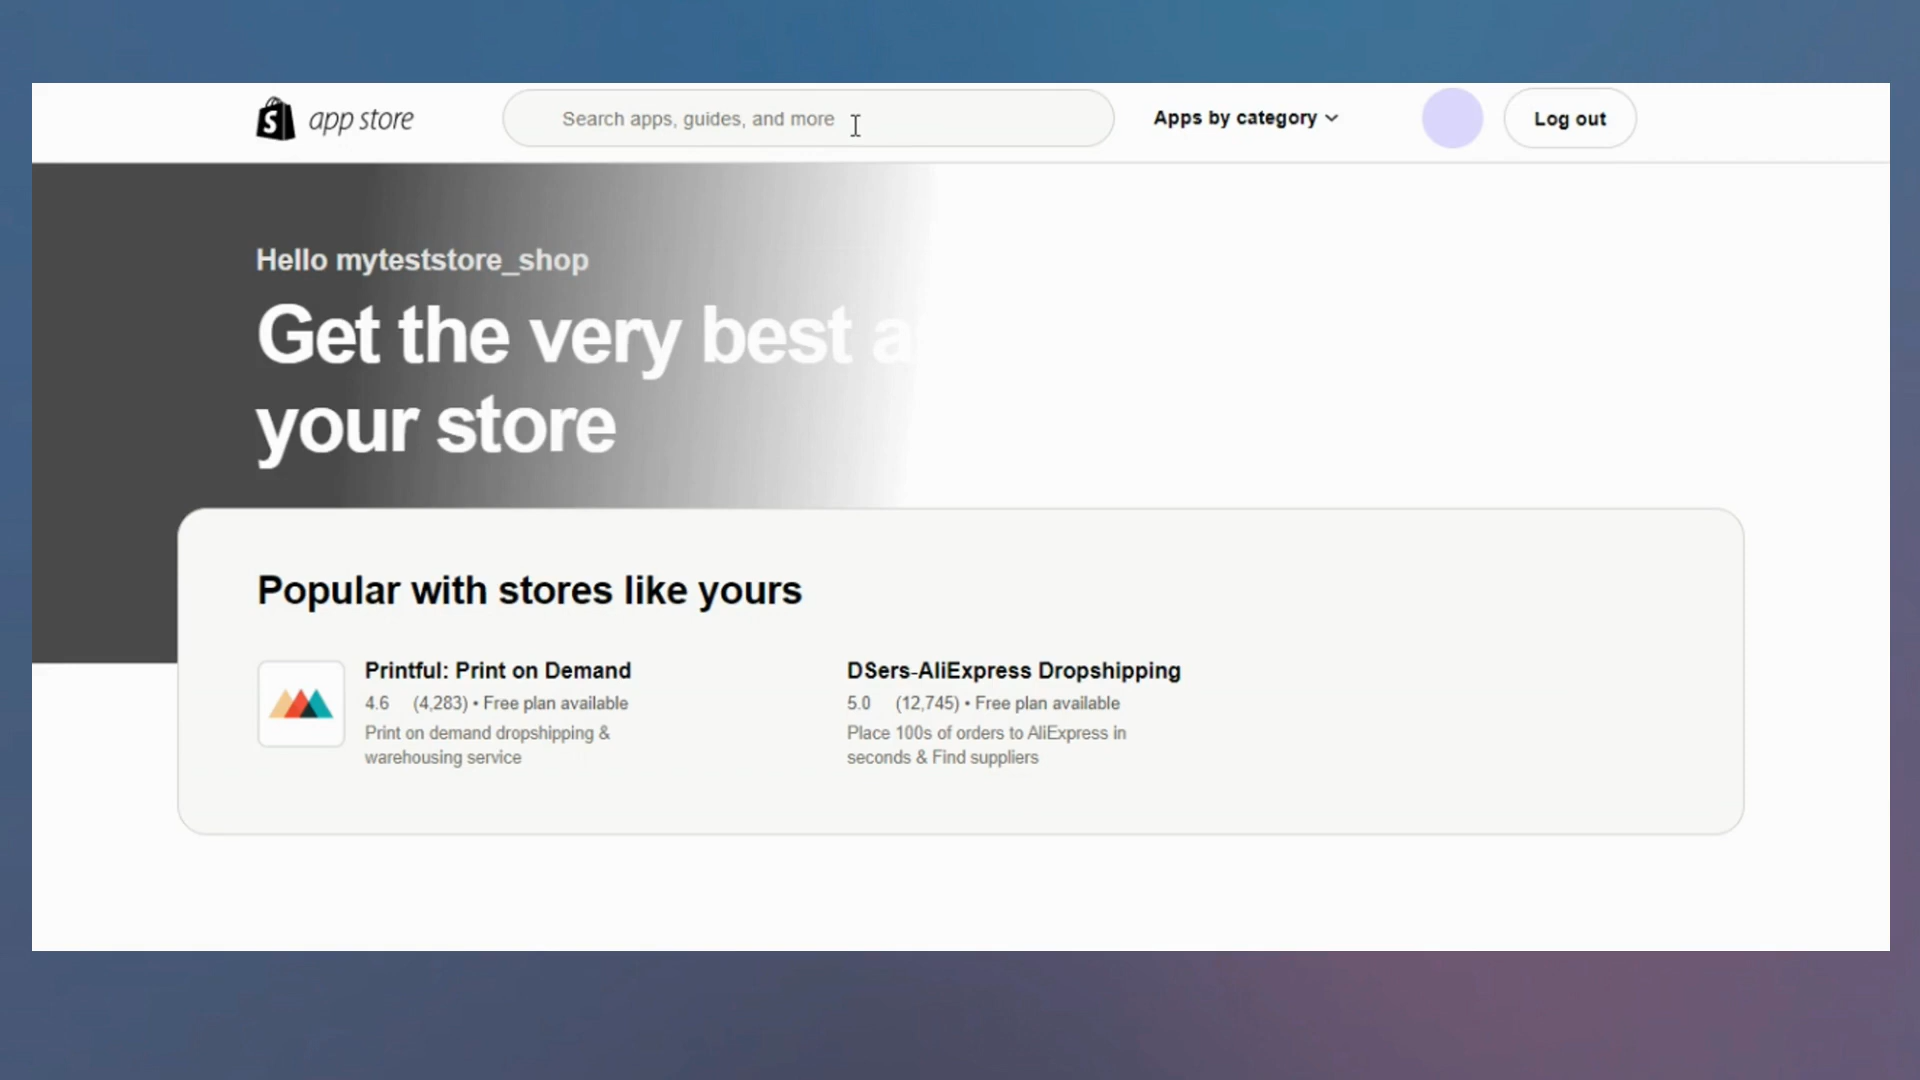 app store
Search apps, guides, and more
Apps by category
Log out
Hello myteststore_shop
Get the very best a
your store
Popular with stores like yours
Printful: Print on Demand
4.6 (4,283) • Free plan available
Print on demand dropshipping &
warehousing service
DSers-AliExpress Dropshipping
5.0 (12,745) • Free plan available
Place 100s of orders to AliExpress in
seconds & Find suppliers